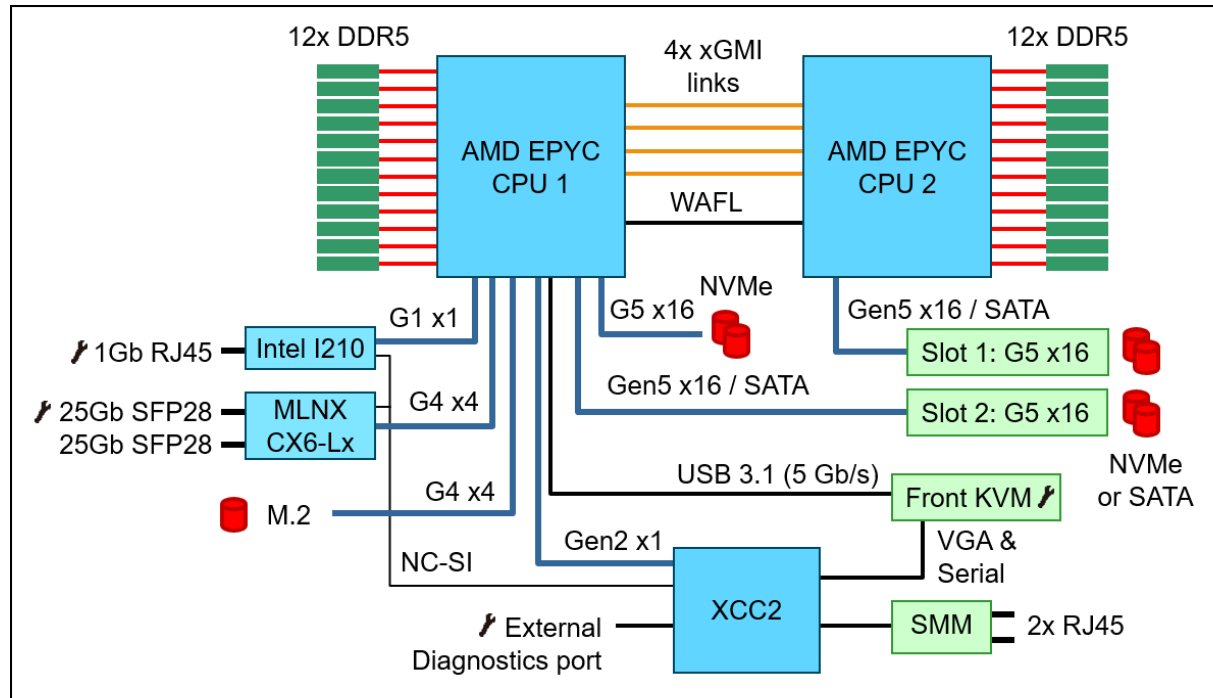 12x DDR5
4x xGMI
links
12x DDR5
AMD EPYC
CPU 1
AMD EPYC
CPU 2
WAFL
G1 x1
G5 x16
NVMe
Gen5 x16 / SATA
1Gb RJ45
Intel I210
Slot 1: G5 x16
Gen5 x16 / SATA
25Gb SFP28
25Gb SFP28
MLNX
CX6-Lx
G4 x4
Slot 2: G5 x16
NVMe
or SATA
USB 3.1 (5 Gb/s)
Front KVM
G4 x4
M.2
Gen2 x1
VGA &
Serial
NC-SI
XCC2
External
Diagnostics port
SMM
2x RJ45